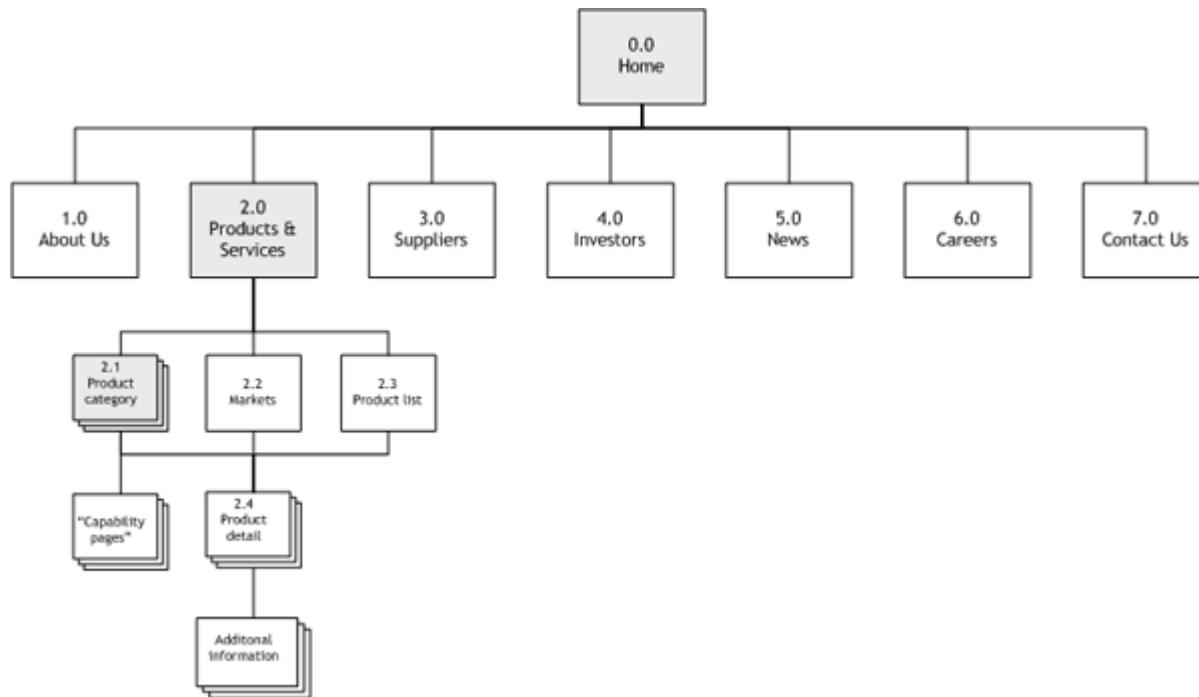 0.0
Home
1.0
About Us
2.0
Products &
Services
3.0
Suppliers
4.0
Investors
5.0
News
6.0
Careers
7.0
Contact Us
2.1
Product
category
2.2
Markets
2.3
Product list
"Capability
pages"
2.4
Product
detail
Additonal
information